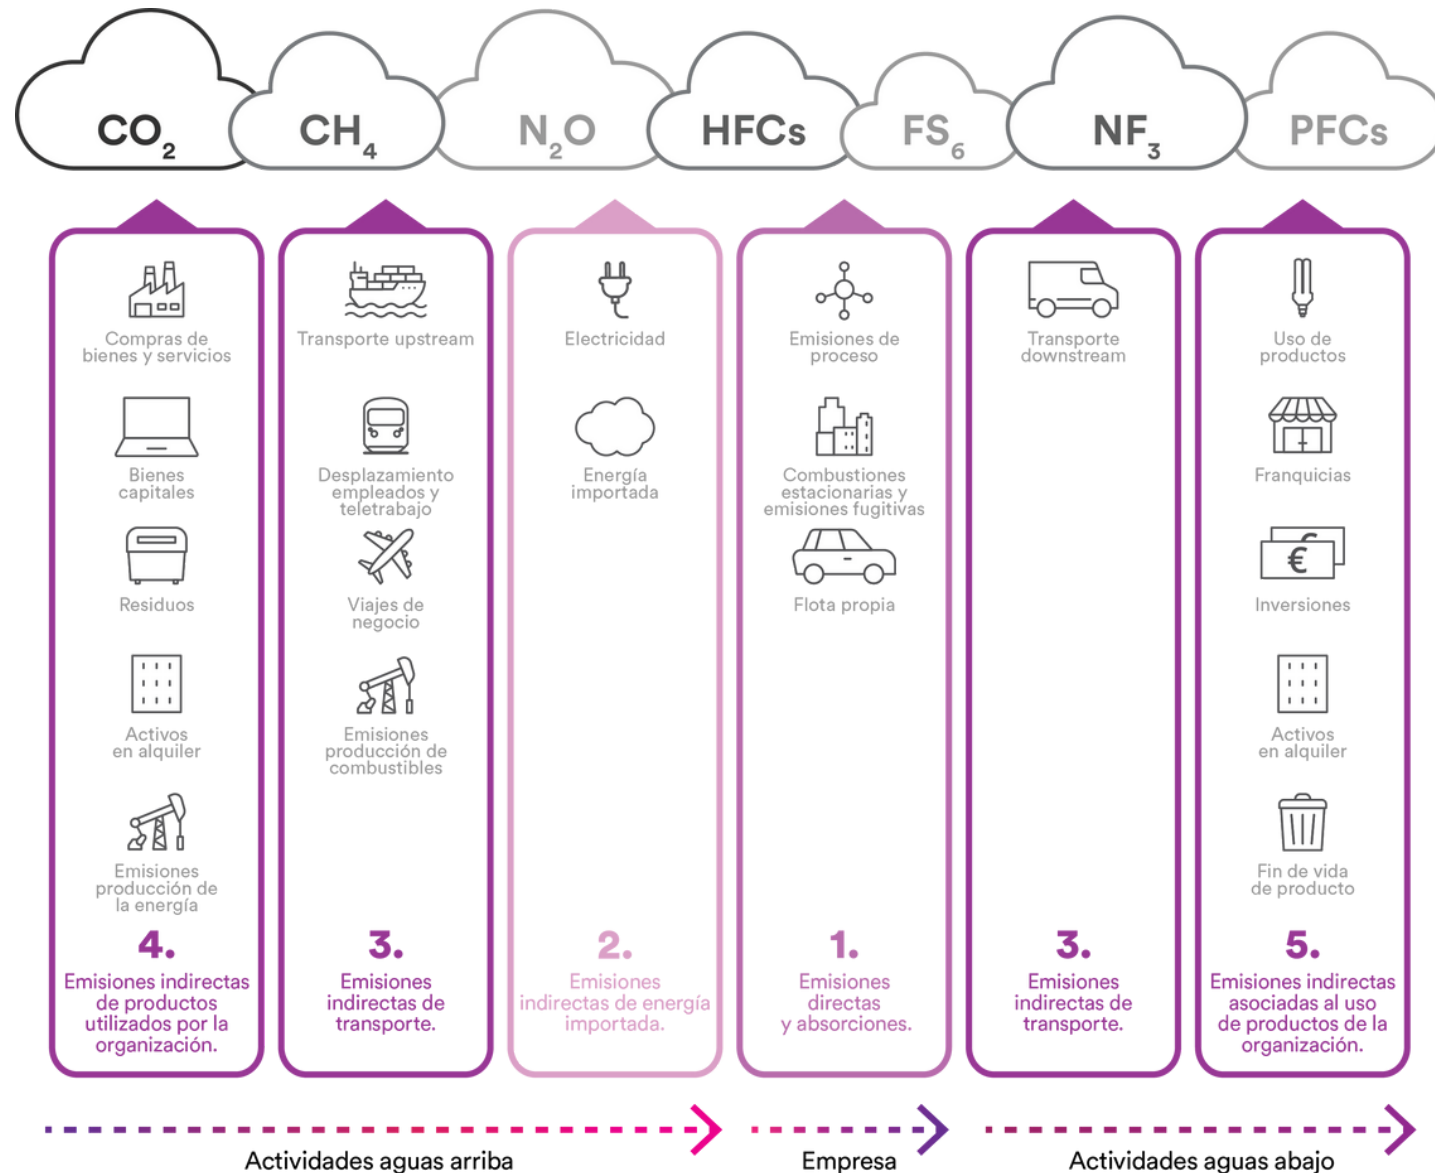 CO₂
CH₄
N₂O
HFCs
FS₆
NF₃
PFCs
Compras de
bienes y servicios
Bienes
capitales
Residuos
Activos
en alquiler
Emisiones
producción de
la energía
4.
Emisiones indirectas
de productos
utilizados por la
organización.
Transporte upstream
Desplazamiento
empleados y
teletrabajo
Viajes de
negocio
Emisiones
producción de
combustibles
3.
Emisiones
indirectas de
transporte.
Electricidad
Energía
importada
2.
Emisiones
indirectas de energía
importada.
Emisiones de
proceso
Combustiones
estacionarias y
emisiones fugitivas
Flota propia
1.
Emisiones
directas
y absorciones.
Transporte
downstream
3.
Emisiones
indirectas de
transporte.
Uso de
productos
Franquicias
€
Inversiones
Activos
en alquiler
Fin de vida
de producto
5.
Emisiones indirectas
asociadas al uso
de productos de la
organización.
Actividades aguas arriba
Empresa
Actividades aguas abajo